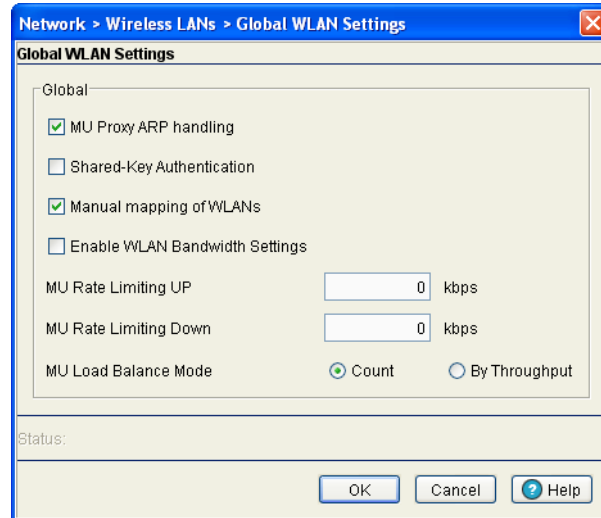 Network > Wireless LANs > Global WLAN Settings
Global WLAN Settings
Global
MU Proxy ARP handling
Shared-Key Authentication
Manual mapping of WLANs
Enable WLAN Bandwidth Settings
MU Rate Limiting UP 0 kbps
MU Rate Limiting Down 0 kbps
MU Load Balance Mode Count By Throughput
Status:
OK Cancel ? Help